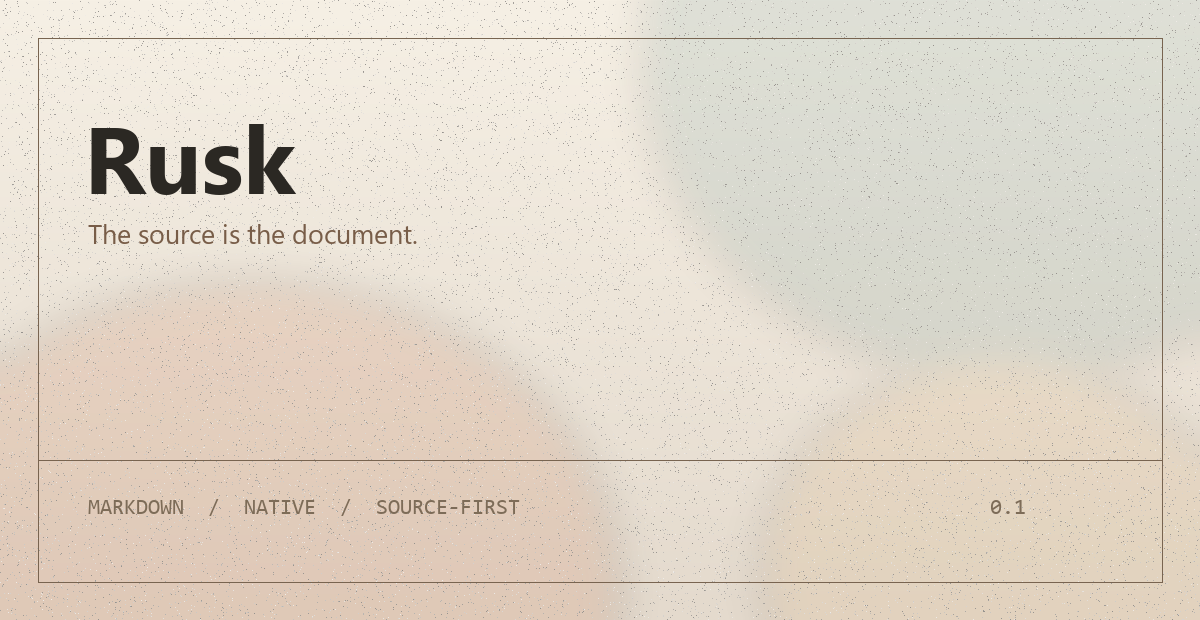 Rusk
The source is the document.
MARKDOWN / NATIVE / SOURCE-FIRST
0.1